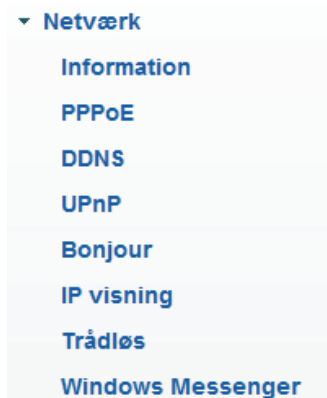 Netværk
Information
PPPoE
DDNS
UPnP
Bonjour
IP visning
Trådløs
Windows Messenger